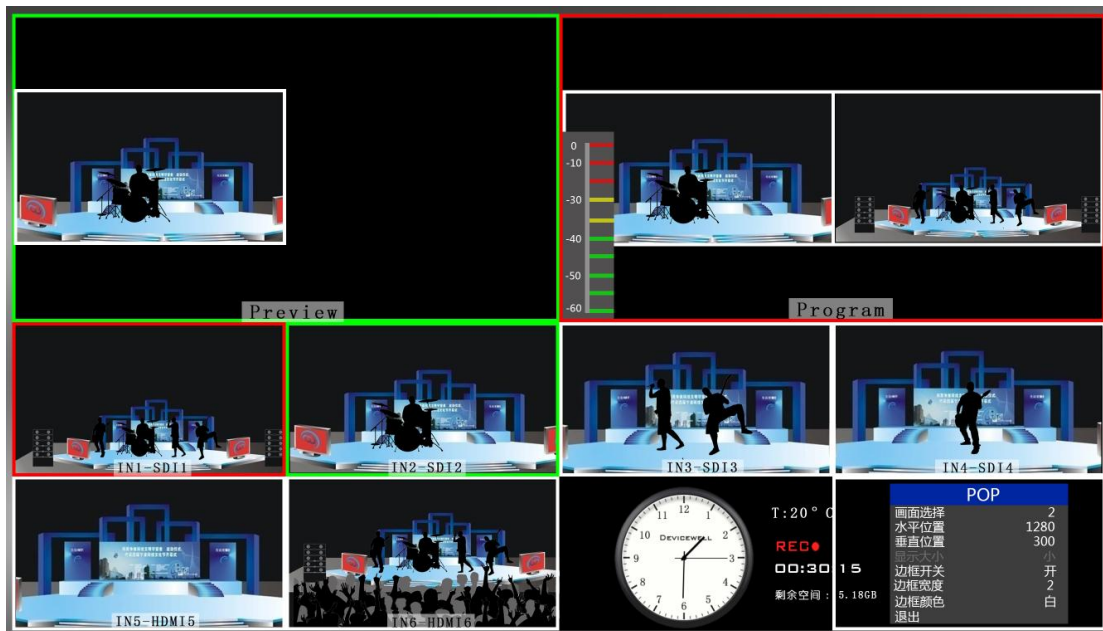 0
-10
-30
-40
-50
-60
Preview
Program
IN1-SDI1
IN2-SDI2
IN3-SDI3
IN4-SDI4
IN5-HDMI5
IN6-HDMI6
12
1
2
3
4
5
6
7
8
9
10
11
DEVICEWELL
T:20°C
REC
00:30 15
剩余空间: 5.18GB
POP
画面选择 2
水平位置 1280
垂直位置 300
显示大小 小
边框开关 开
边框宽度 2
边框颜色 白
退出